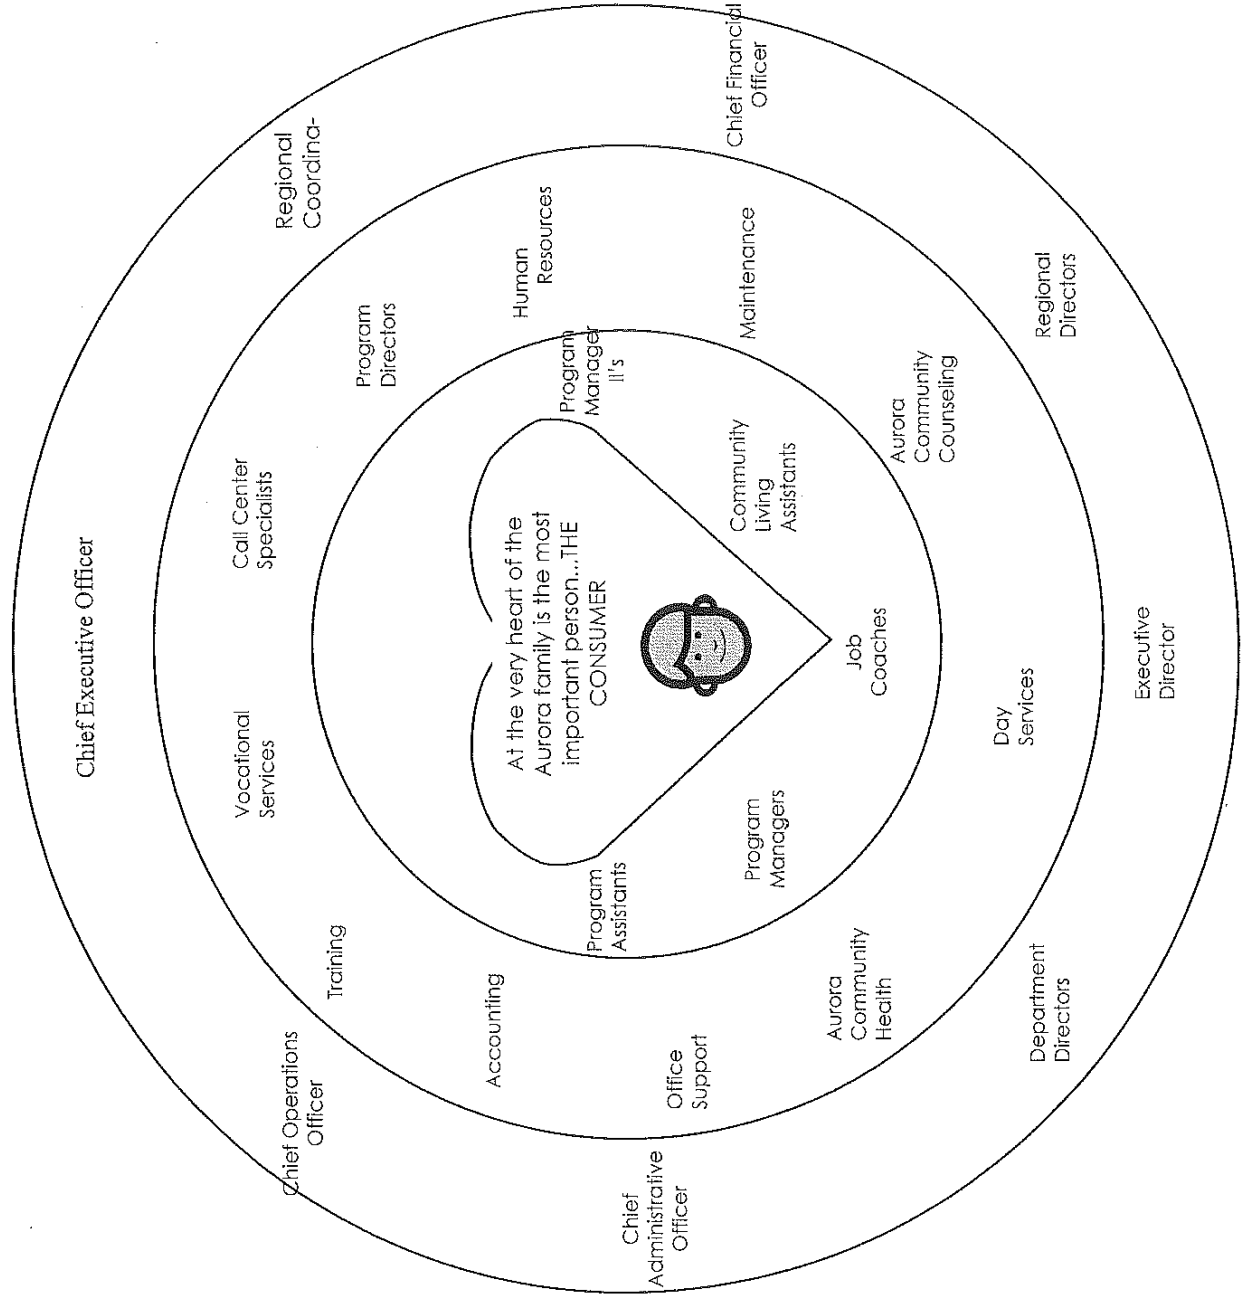 Chief Executive Officer
Chief Operations
Officer
Regional
Coordina-
Vocational
Services
Call Center
Specialists
Training
Program
Directors
Accounting
Human
Resources
At the very heart of the
Aurora family is the most
important person...THE
CONSUMER
Program
Assistants
Program
Manager
II's
Chief
Administrative
Officer
Office
Support
Maintenance
Chief Financial
Officer
Program
Managers
Community
Living
Assistants
Aurora
Community
Health
Job
Coaches
Aurora
Community
Counseling
Day
Services
Department
Directors
Regional
Directors
Executive
Director